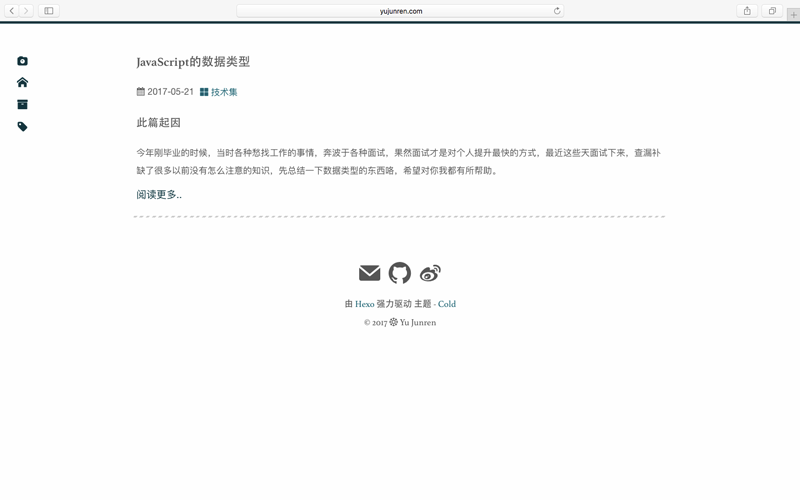 yujunren.com
JavaScript的数据类型
2017-05-21 技术集
此篇起因
今年刚毕业的时候，当时各种愁找工作的事情，奔波于各种面试，果然面试才是对个人提升最快的方式，最近这些天面试下来，查漏补
缺了很多以前没有怎么注意的知识，先总结一下数据类型的东西咯，希望对你我都有所帮助。
阅读更多..
由 Hexo 强力驱动 主题 - Cold
© 2017 Yu Junren